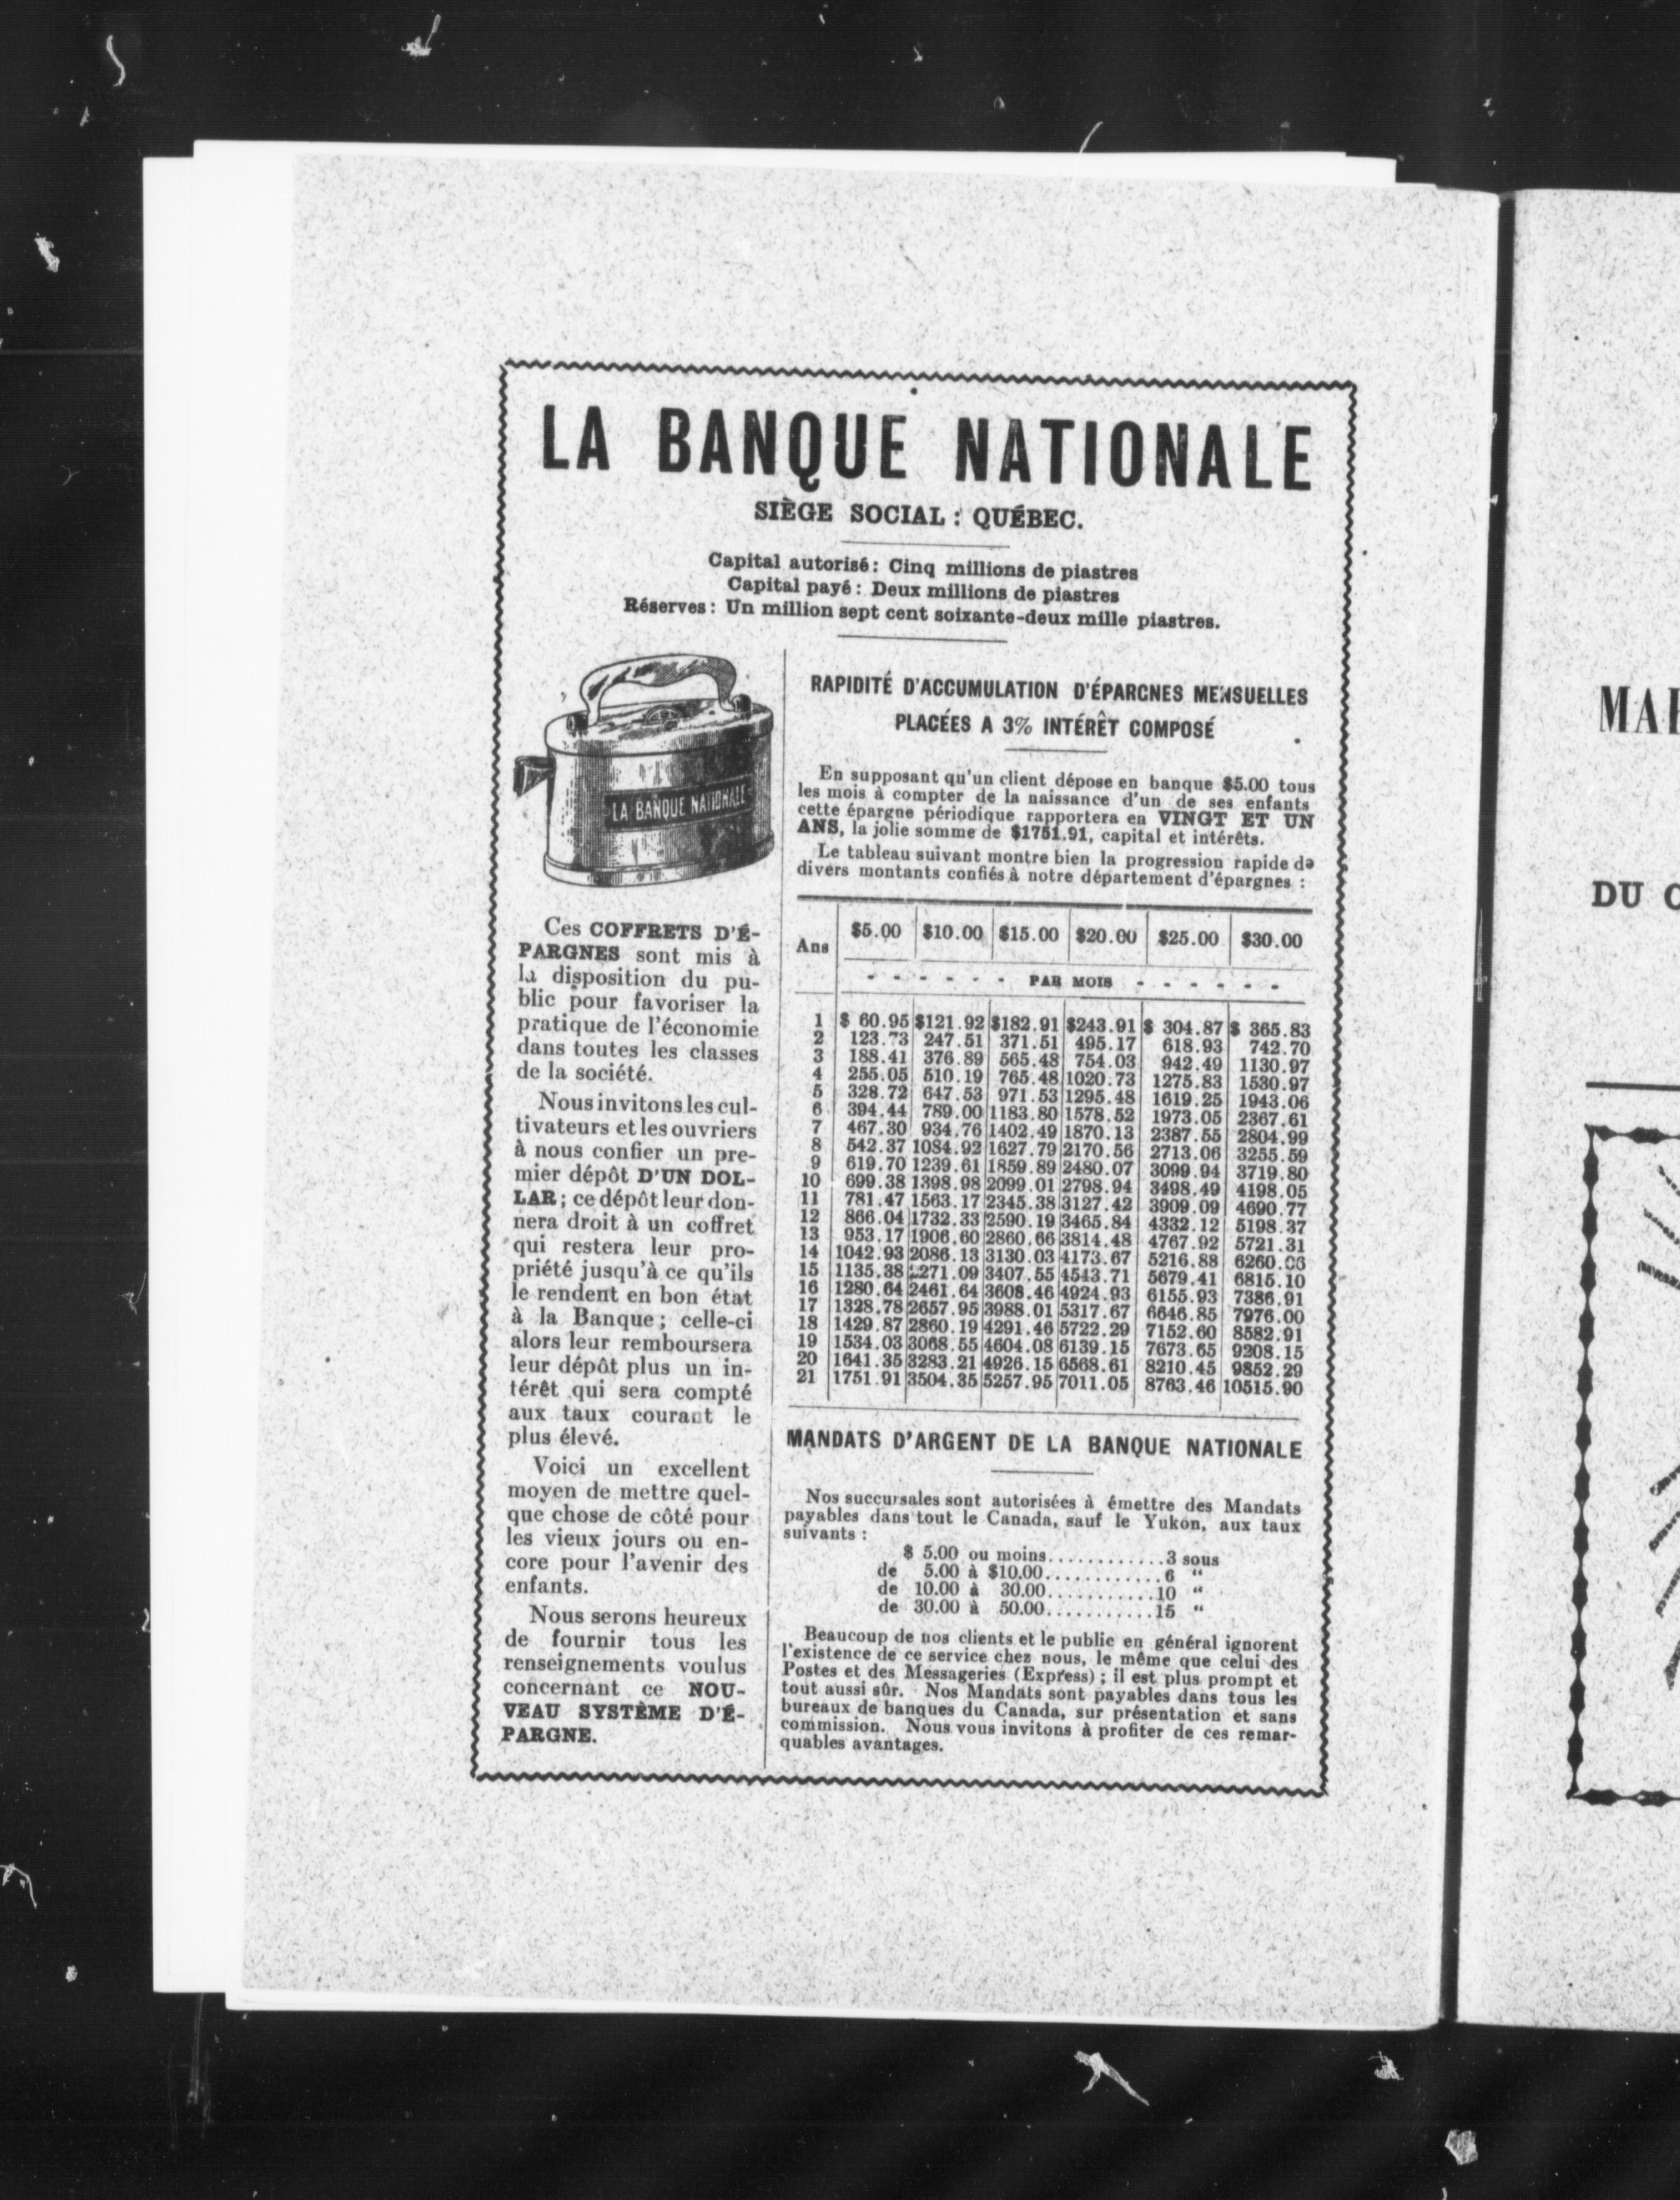 LA BANQUE NATIONALE
SIÈGE SOCIAL : QUÉBEC.
Capital autorisé : Cinq millions de piastres
Capital payé : Deux millions de piastres
Réserves : Un million sept cent soixante-deux mille piastres.
LA BANQUE NATIONALE
Ces COFFRETS D'É-
PARGNES sont mis à
la disposition du pu-
blic pour favoriser la
pratique de l'économie
dans toutes les classes
de la société.
Nous invitons les cul-
tivateurs et les ouvriers
à nous confier un pre-
mier dépôt D'UN DOL-
LAR ; ce dépôt leur don-
nera droit à un coffret
qui restera leur pro-
priété jusqu'à ce qu'ils
le rendent en bon état
à la Banque ; celle-ci
alors leur remboursera
leur dépôt plus un in-
térêt qui sera compté
aux taux courant le
plus élevé.
Voici un excellent
moyen de mettre quel-
que chose de côté pour
les vieux jours ou en-
core pour l'avenir des
enfants.
Nous serons heureux
de fournir tous les
renseignements voulus
concernant ce NOU-
VEAU SYSTÈME D'É-
PARGNE.
RAPIDITÉ D'ACCUMULATION D'ÉPARGNES MENSUELLES
PLACÉES A 3% INTÉRÊT COMPOSÉ
En supposant qu'un client dépose en banque $5.00 tous
les mois à compter de la naissance d'un de ses enfants
cette épargne périodique rapportera en VINGT ET UN
ANS, la jolie somme de $1751.91, capital et intérêts.
Le tableau suivant montre bien la progression rapide de
divers montants confiés à notre département d'épargnes :
Ans $5.00 $10.00 $15.00 $20.00 $25.00 $30.00
- - - - - - PAR MOIS - - - - - -
1 $ 60.95 $121.92 $182.91 $243.91 $ 304.87 $ 365.83
2 123.73 247.51 371.51 495.17 618.93 742.70
3 188.41 376.89 565.48 754.03 942.49 1130.97
4 255.05 510.19 765.48 1020.73 1275.83 1530.97
5 328.72 647.53 971.53 1295.48 1619.25 1943.06
6 394.44 789.00 1183.80 1578.52 1973.05 2367.61
7 467.30 934.76 1402.49 1870.13 2387.55 2804.99
8 542.37 1084.92 1627.79 2170.56 2713.06 3255.59
9 619.70 1239.61 1859.89 2480.07 3099.94 3719.80
10 699.38 1398.98 2099.01 2798.94 3498.49 4198.05
11 781.47 1563.17 2345.38 3127.42 3909.09 4690.77
12 866.04 1732.33 2590.19 3465.84 4332.12 5198.37
13 953.17 1906.60 2860.66 3814.48 4767.92 5721.31
14 1042.93 2086.13 3130.03 4173.67 5216.88 6260.06
15 1135.38 2271.09 3407.55 4543.71 5679.41 6815.10
16 1280.64 2461.64 3608.46 4924.93 6155.93 7386.91
17 1328.78 2657.95 3988.01 5317.67 6646.85 7976.00
18 1429.87 2860.19 4291.46 5722.29 7152.60 8582.91
19 1534.03 3068.55 4604.08 6139.15 7673.65 9208.15
20 1641.35 3283.21 4926.15 6568.61 8210.45 9852.29
21 1751.91 3504.35 5257.95 7011.05 8763.46 10515.90
MANDATS D'ARGENT DE LA BANQUE NATIONALE
Nos succursales sont autorisées à émettre des Mandats
payables dans tout le Canada, sauf le Yukon, aux taux
suivants :
$ 5.00 ou moins............3 sous
de 5.00 à $10.00............6 "
de 10.00 à 30.00...........10 "
de 30.00 à 50.00...........15 "
Beaucoup de nos clients et le public en général ignorent
l'existence de ce service chez nous, le même que celui des
Postes et des Messageries (Express) ; il est plus prompt et
tout aussi sûr. Nos Mandats sont payables dans tous les
bureaux de banques du Canada, sur présentation et sans
commission. Nous vous invitons à profiter de ces remar-
quables avantages.
DU